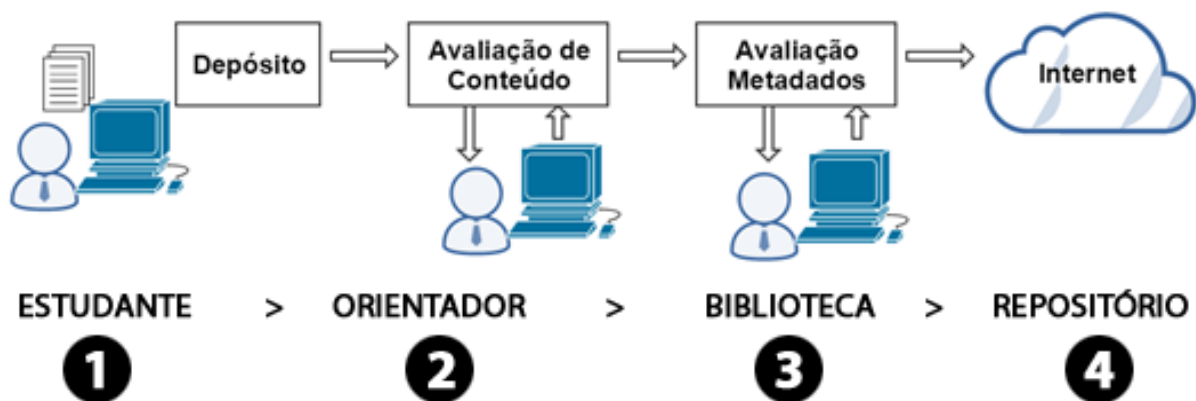 Depósito
Avaliação de
Conteúdo
Avaliação
Metadados
Internet
ESTUDANTE > ORIENTADOR > BIBLIOTECA > REPOSITÓRIO
1 2 3 4